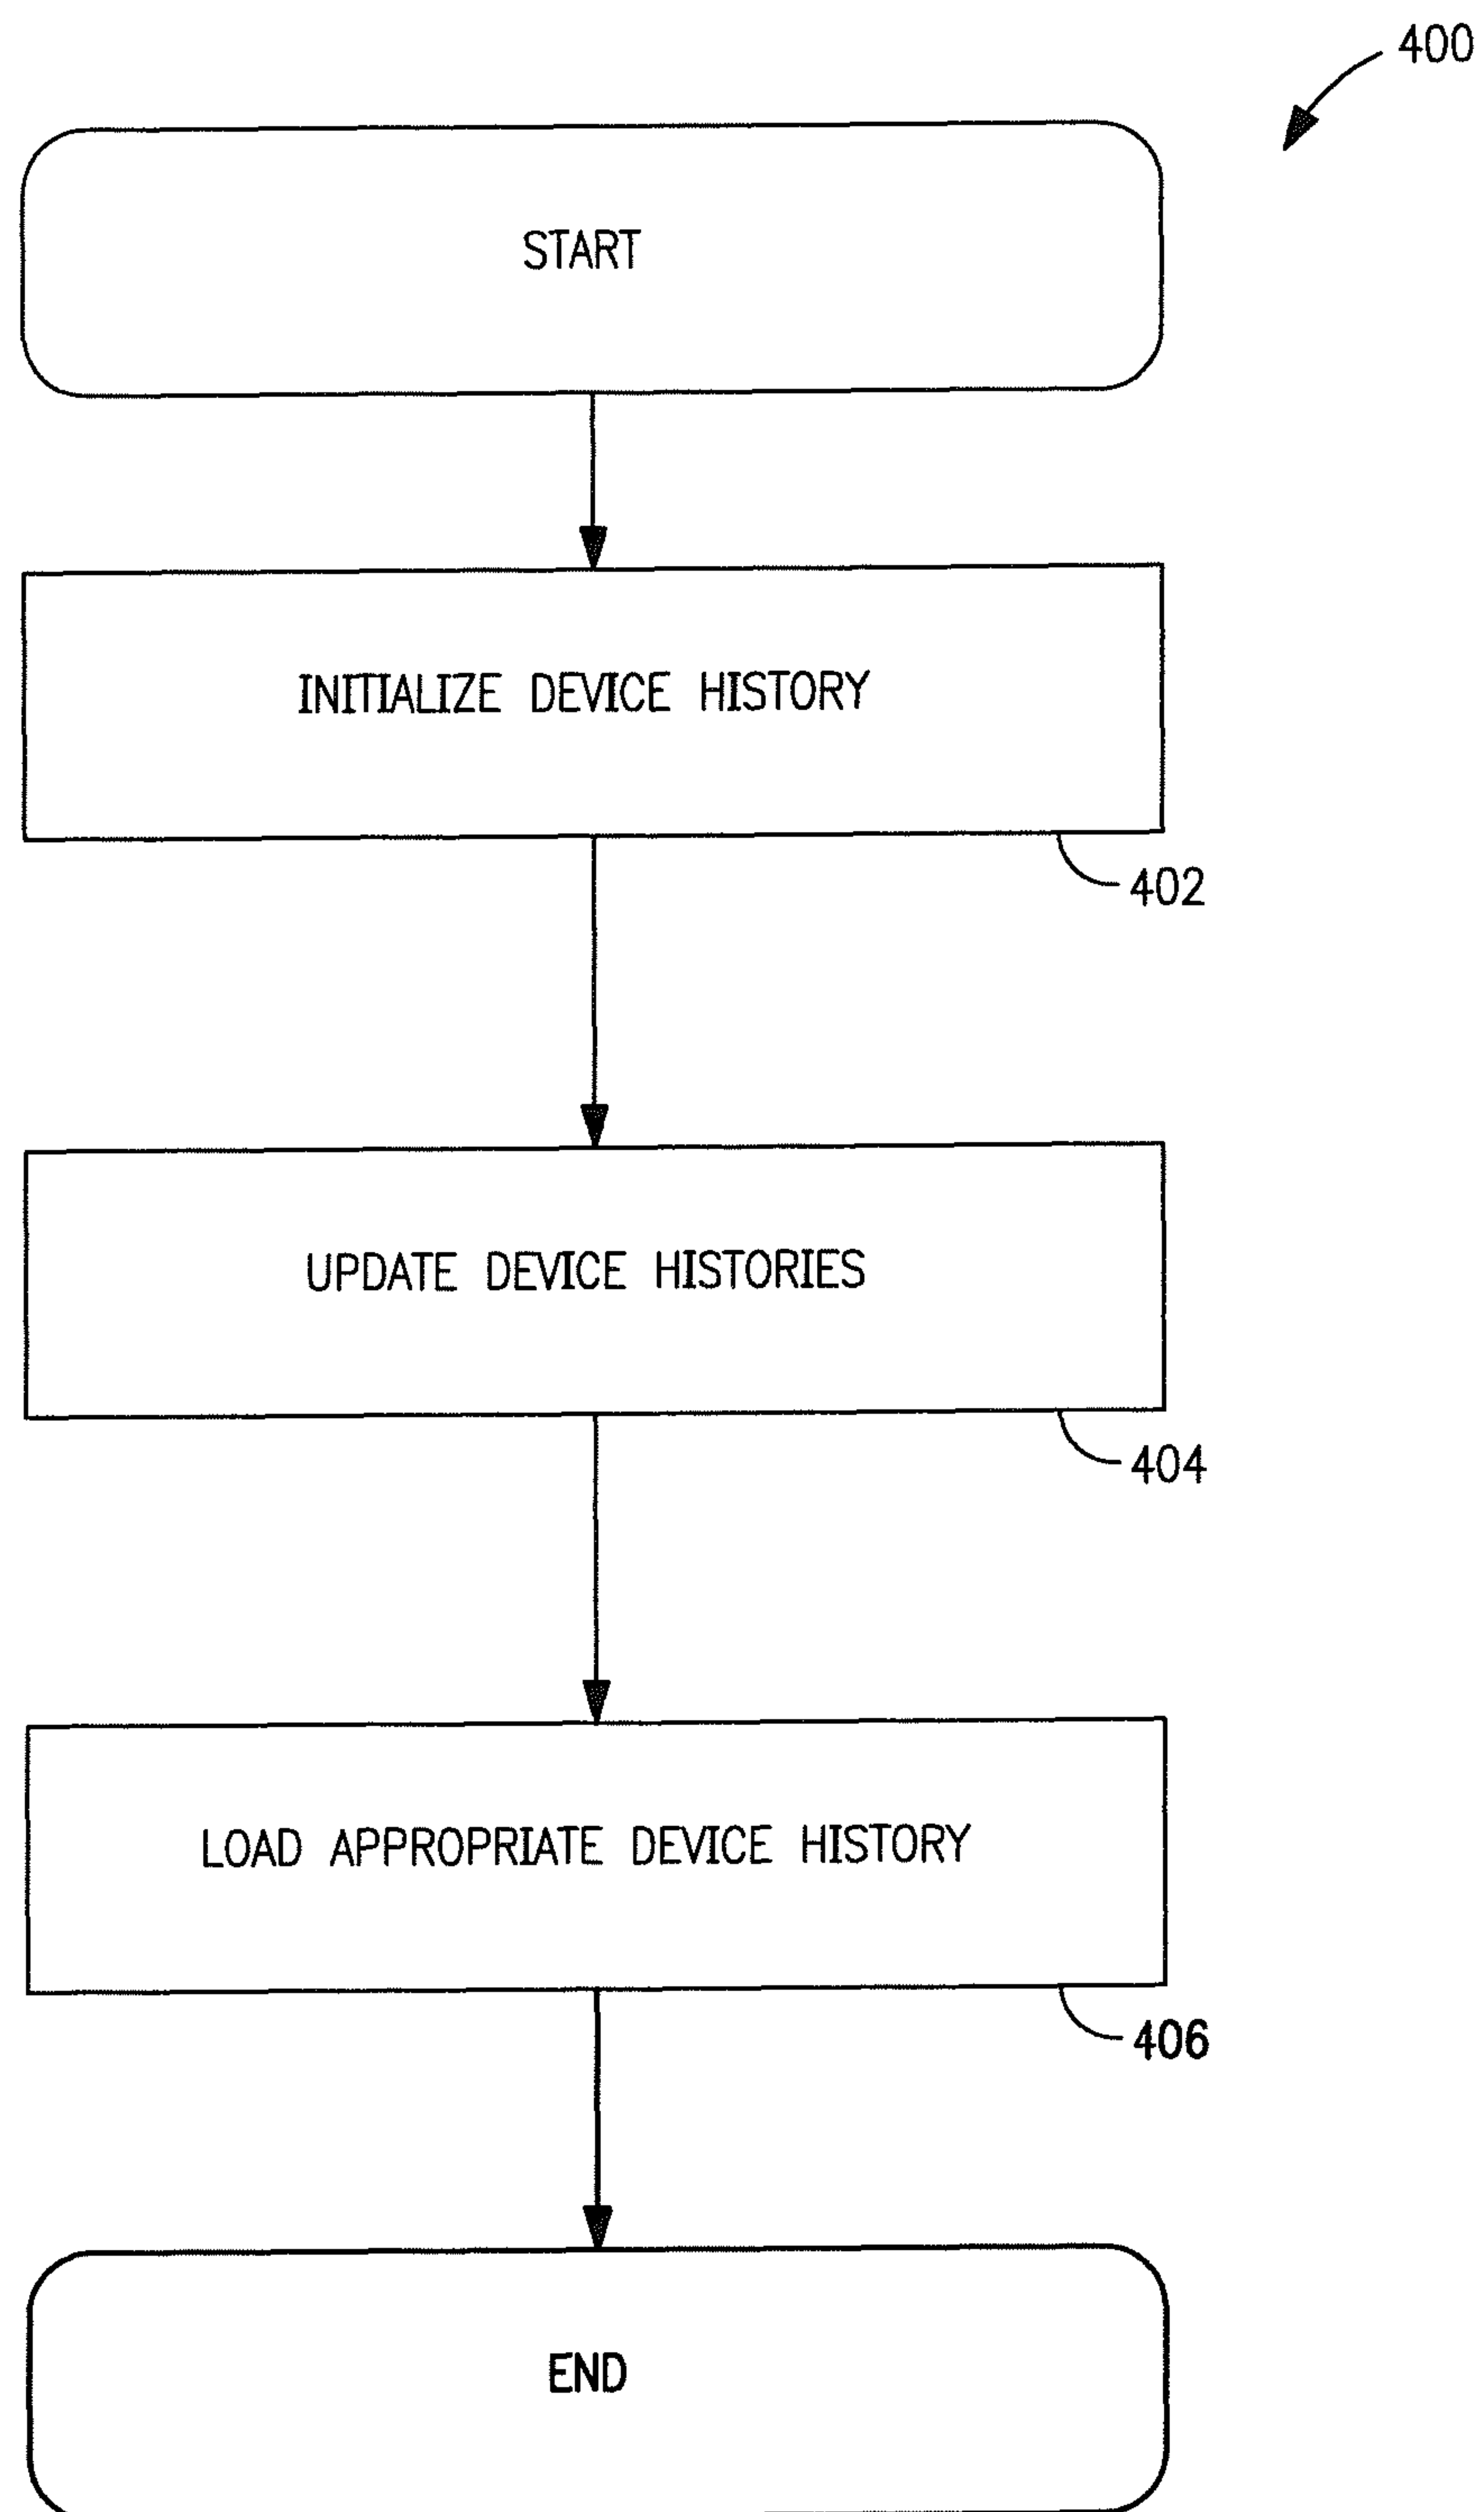 400
START
INITIALIZE DEVICE HISTORY
402
UPDATE DEVICE HISTORIES
404
LOAD APPROPRIATE DEVICE HISTORY
406
END